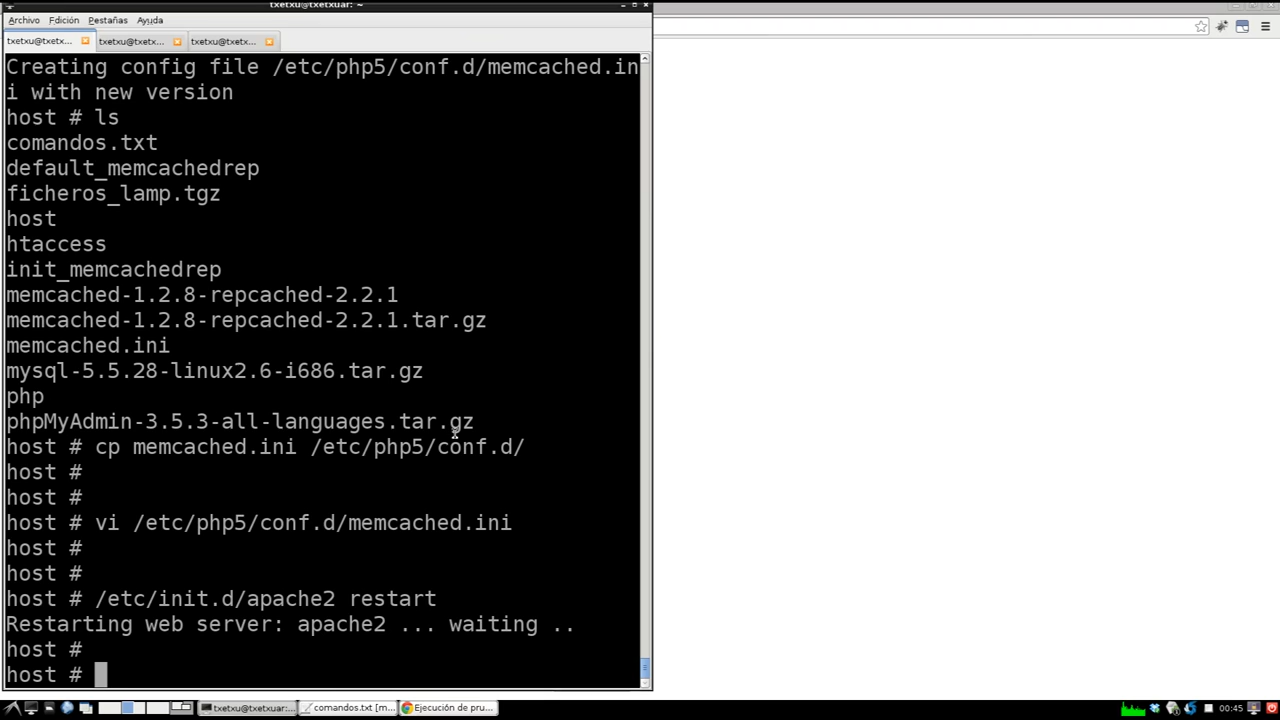 txetxu@txetxuar: ~
Archivo Edición Pestañas Ayuda
txetxu@txetx... txetxu@txetx... txetxu@txetx...
Creating config file /etc/php5/conf.d/memcached.in
i with new version
host # ls
comandos.txt
default_memcachedrep
ficheros_lamp.tgz
host
htaccess
init_memcachedrep
memcached-1.2.8-repcached-2.2.1
memcached-1.2.8-repcached-2.2.1.tar.gz
memcached.ini
mysql-5.5.28-linux2.6-i686.tar.gz
php
phpMyAdmin-3.5.3-all-languages.tar.gz
host # cp memcached.ini /etc/php5/conf.d/
host #
host #
host # vi /etc/php5/conf.d/memcached.ini
host #
host #
host # /etc/init.d/apache2 restart
Restarting web server: apache2 ... waiting ..
host #
host #
txetxu@txetxuar:... comandos.txt [m... Ejecución de pru... 00:45